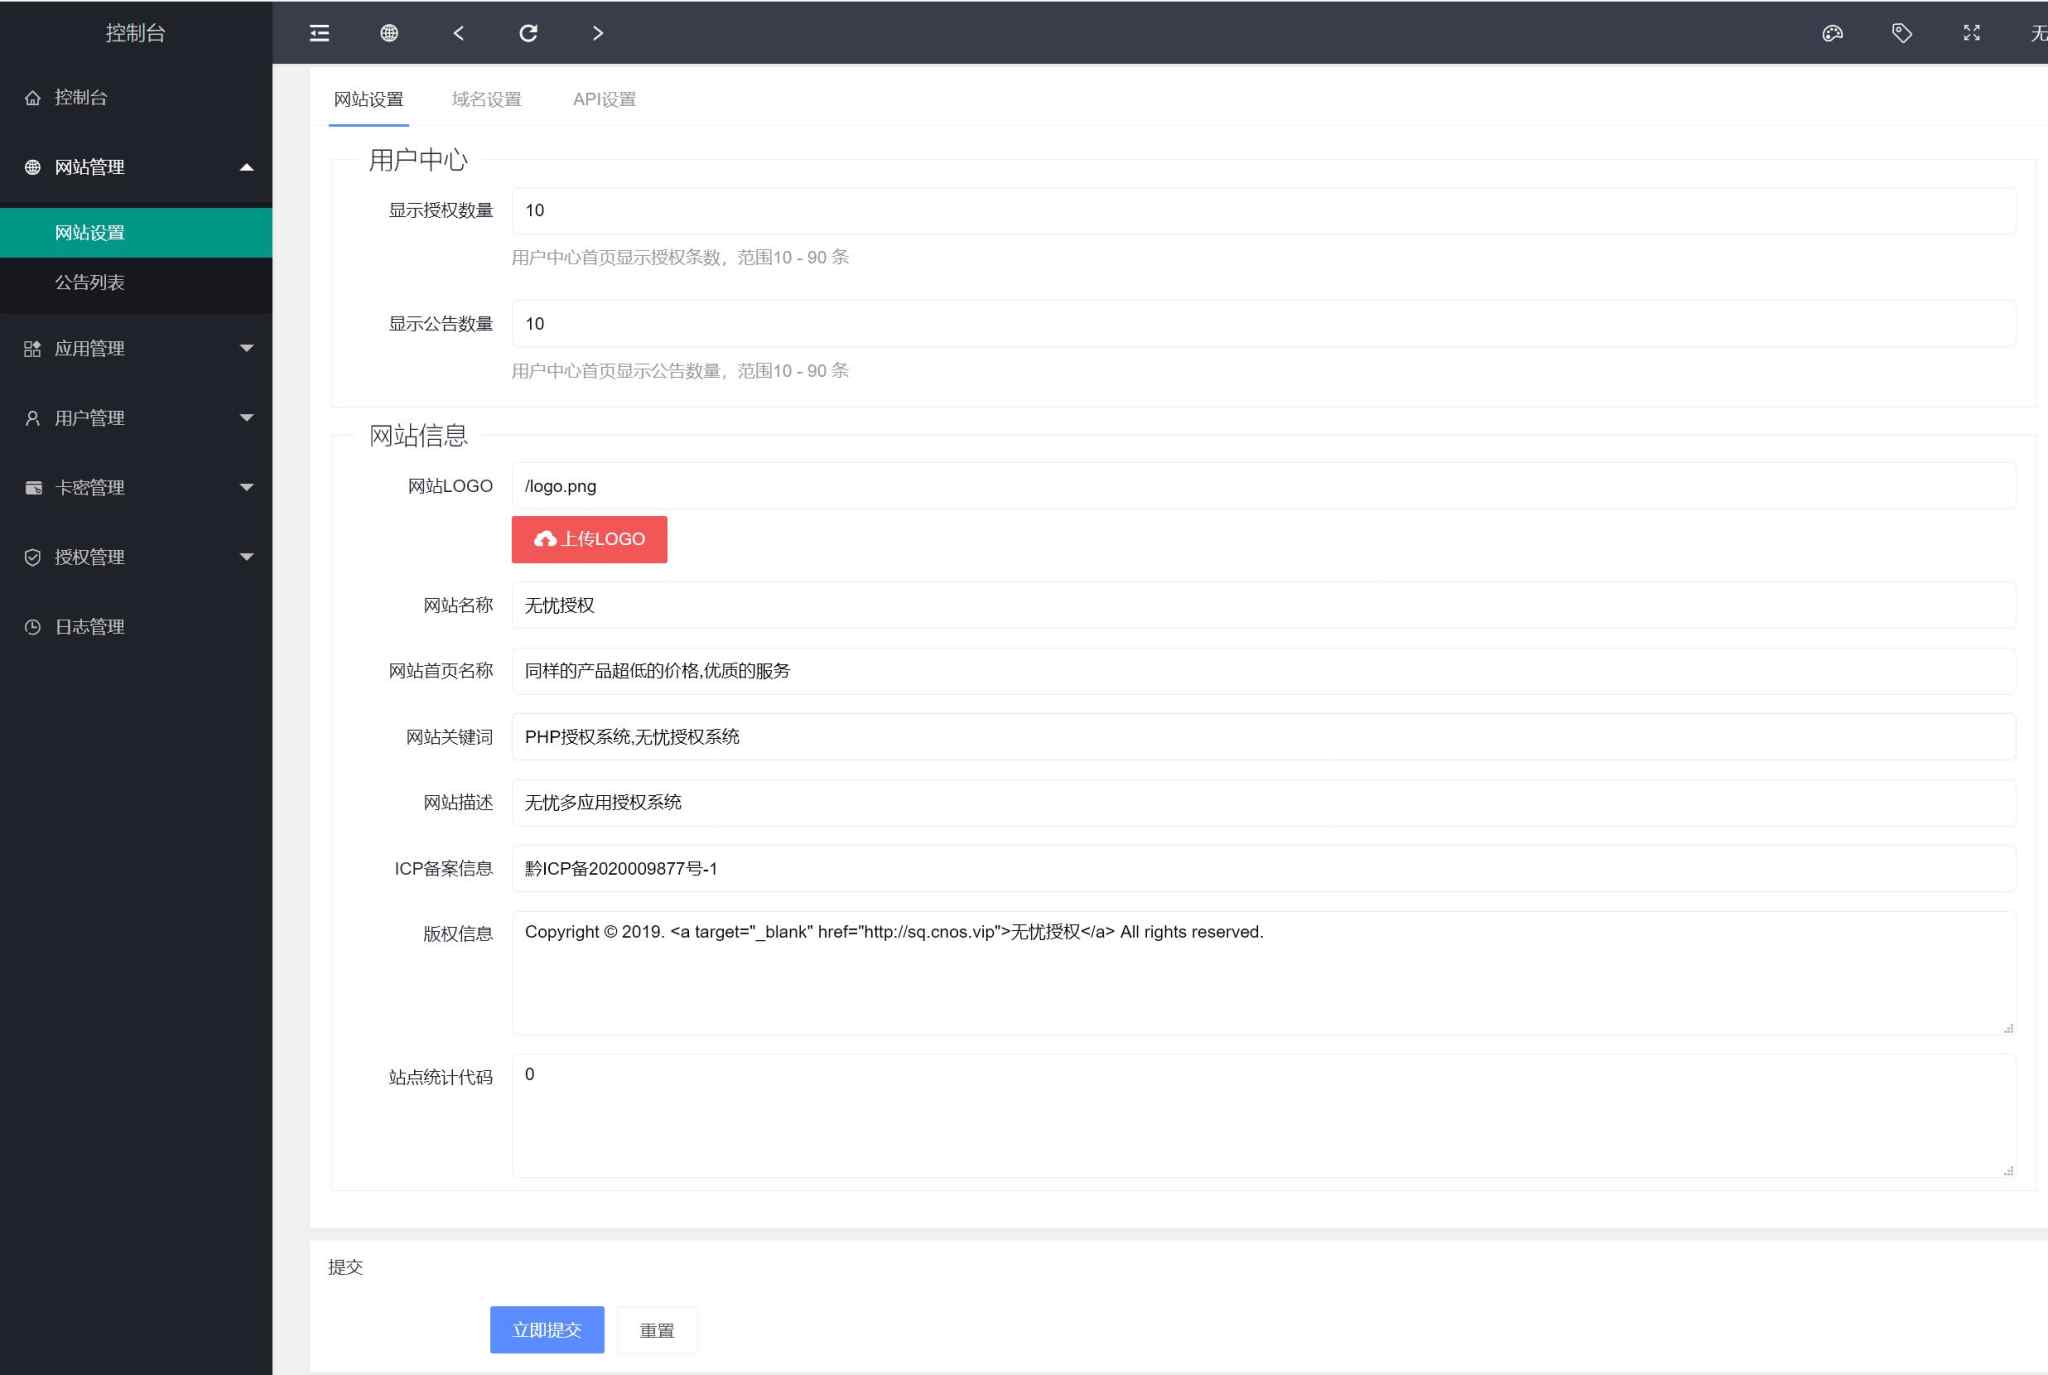 控制台
无
控制台
网站管理
网站设置
公告列表
应用管理
用户管理
卡密管理
授权管理
日志管理
网站设置 域名设置 API设置
用户中心
显示授权数量 10
用户中心首页显示授权条数，范围10 - 90 条
显示公告数量 10
用户中心首页显示公告数量，范围10 - 90 条
网站信息
网站LOGO /logo.png
上传LOGO
网站名称 无忧授权
网站首页名称 同样的产品超低的价格,优质的服务
网站关键词 PHP授权系统,无忧授权系统
网站描述 无忧多应用授权系统
ICP备案信息 黔ICP备2020009877号-1
版权信息 Copyright © 2019. <a target="_blank" href="http://sq.cnos.vip">无忧授权</a> All rights reserved.
站点统计代码 0
提交
立即提交 重置